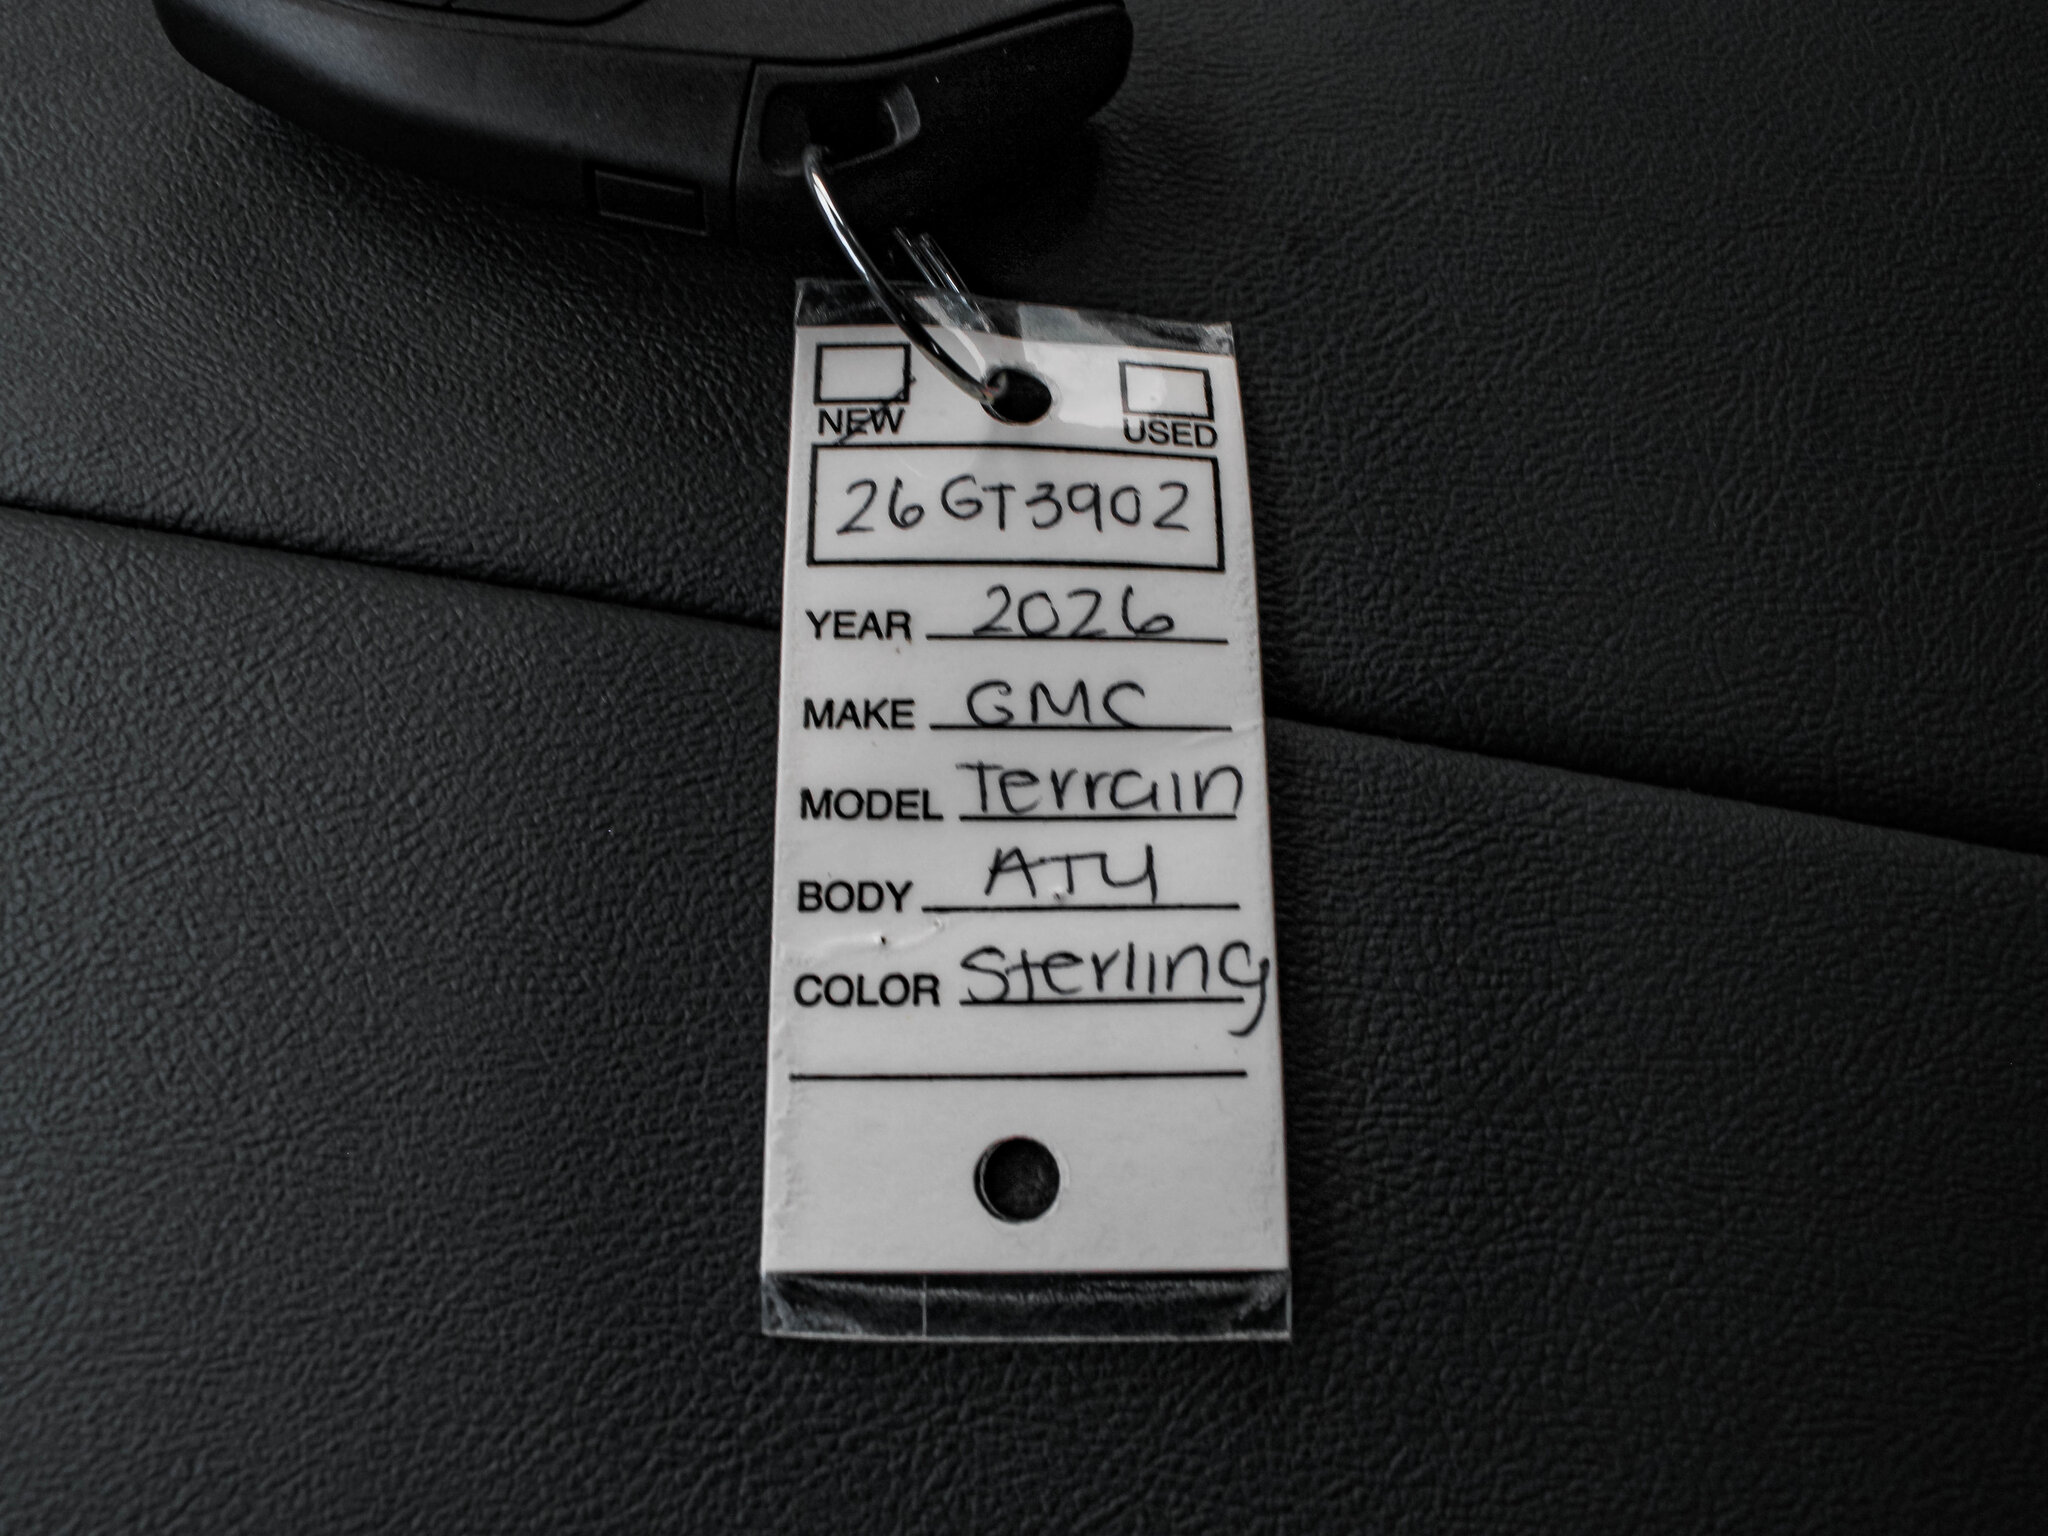 NEW USED
26GT3902
YEAR 2026
MAKE GMC
MODEL Terrain
BODY AT4
COLOR Sterling